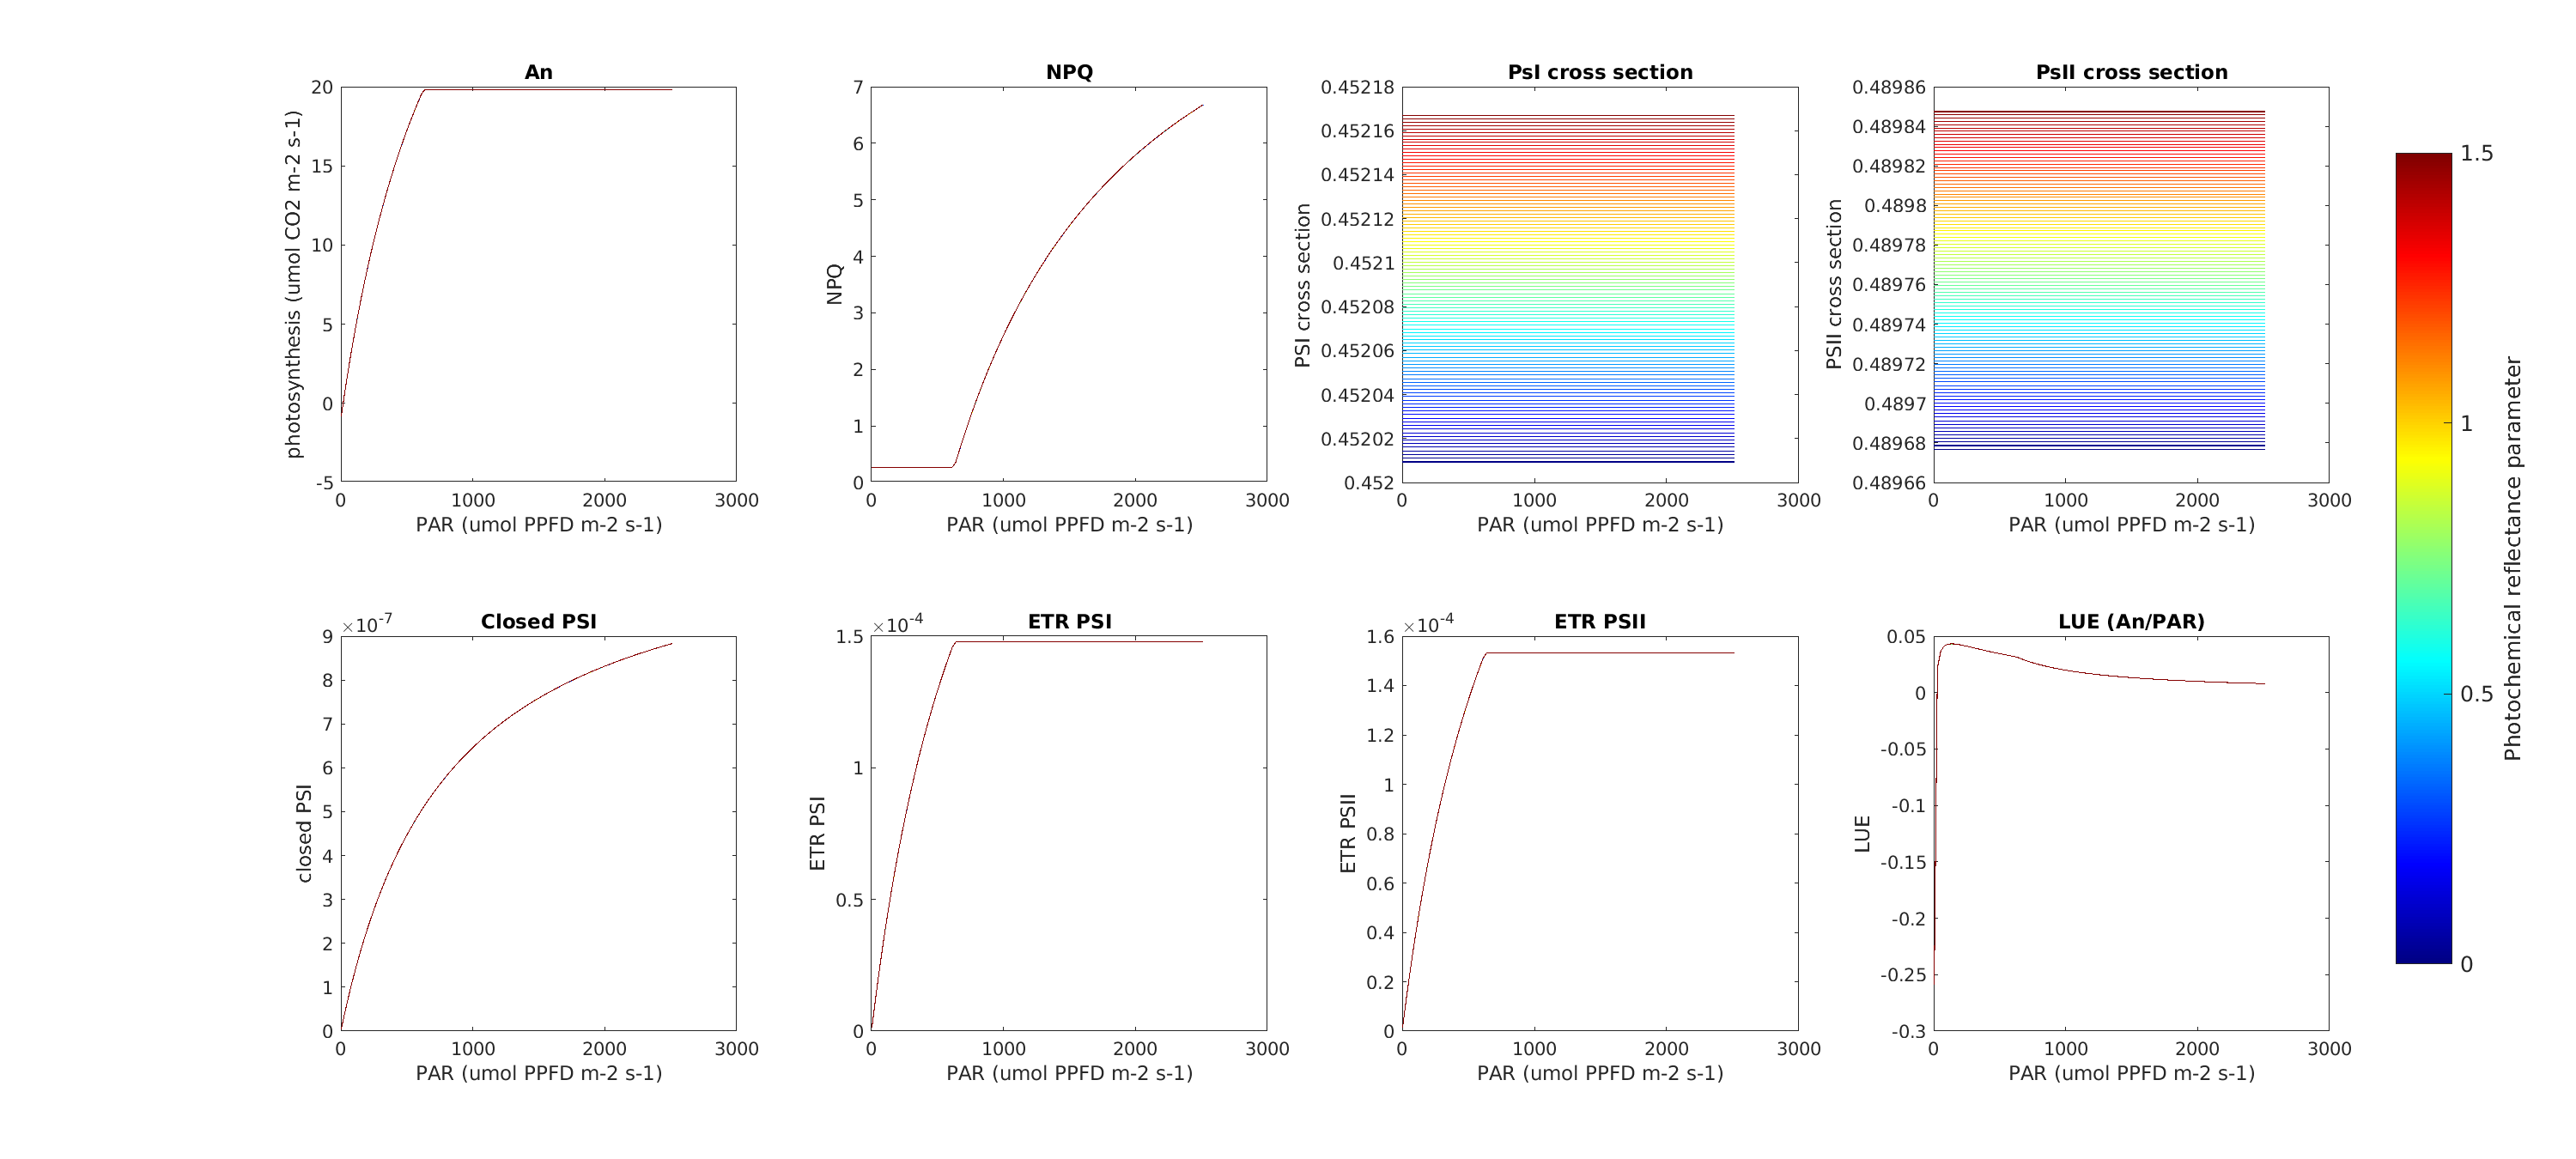 An
20
15
10
5
0
-5
photosynthesis (umol CO2 m-2 s-1)
0 1000 2000 3000
PAR (umol PPFD m-2 s-1)
NPQ
7
6
5
4
3
2
1
0
NPQ
0 1000 2000 3000
PAR (umol PPFD m-2 s-1)
PsI cross section
0.45218
0.45216
0.45214
0.45212
0.4521
0.45208
0.45206
0.45204
0.45202
0.452
PSI cross section
0 1000 2000 3000
PAR (umol PPFD m-2 s-1)
PsII cross section
0.48986
0.48984
0.48982
0.4898
0.48978
0.48976
0.48974
0.48972
0.4897
0.48968
0.48966
PSII cross section
0 1000 2000 3000
PAR (umol PPFD m-2 s-1)
Closed PSI
×10-7
9
8
7
6
5
4
3
2
1
0
closed PSI
0 1000 2000 3000
PAR (umol PPFD m-2 s-1)
ETR PSI
×10-4
1.5
1
0.5
0
ETR PSI
0 1000 2000 3000
PAR (umol PPFD m-2 s-1)
ETR PSII
×10-4
1.6
1.4
1.2
1
0.8
0.6
0.4
0.2
0
ETR PSII
0 1000 2000 3000
PAR (umol PPFD m-2 s-1)
LUE (An/PAR)
0.05
0
-0.05
-0.1
-0.15
-0.2
-0.25
-0.3
LUE
0 1000 2000 3000
PAR (umol PPFD m-2 s-1)
1.5
1
0.5
0
Photochemical reflectance parameter